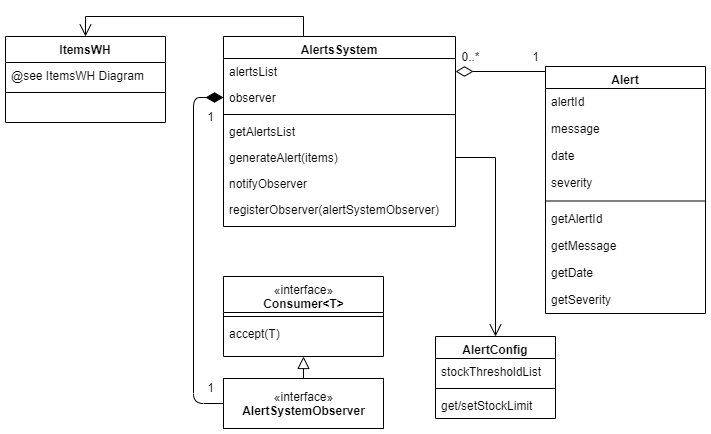 ItemsWH
@see ItemsWH Diagram
AlertsSystem
alertsList
observer
getAlertsList
generateAlert(items)
notifyObserver
registerObserver(alertSystemObserver)
0..*
1
Alert
alertId
message
date
severity
getAlertId
getMessage
getDate
getSeverity
1
«interface»
Consumer<T>
accept(T)
1
«interface»
AlertSystemObserver
AlertConfig
stockThresholdList
get/setStockLimit